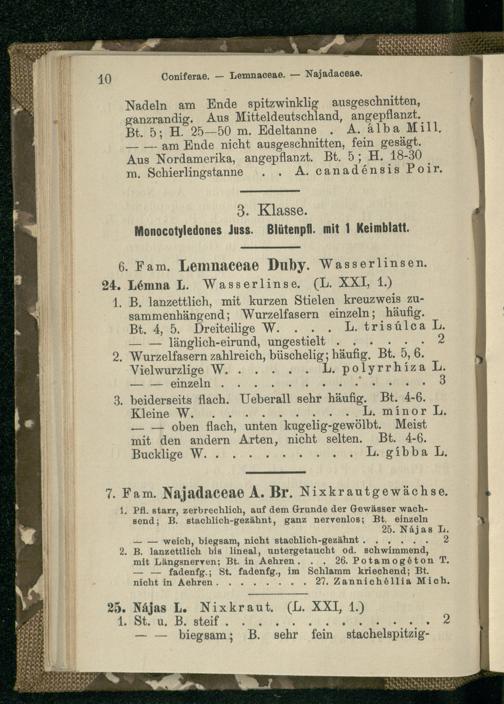 10 Coniferae. — Lemnaceae. — Najadaceae.
Nadeln am Ende spitzwinklig ausgeschnitten,
ganzrandig. Aus Mitteldeutschland, angepflanzt.
Bt. 5; H. 25—50 m. Edeltanne . A. álba Mill.
— — am Ende nicht ausgeschnitten, fein gesägt.
Aus Nordamerika, angepflanzt. Bt. 5; H. 18-30
m. Schierlingstanne . . A. canadénsis Poir.
3. Klasse.
Monocotyledones Juss. Blütenpfl. mit 1 Keimblatt.
6. Fam. Lemnaceae Duby. Wasserlinsen.
24. Lémna L. Wasserlinse. (L. XXI, 1.)
1. B. lanzettlich, mit kurzen Stielen kreuzweis zu-
sammenhängend; Wurzelfasern einzeln; häufig.
Bt. 4, 5. Dreiteilige W. . . . L. trisúlca L.
— — länglich-eirund, ungestielt . . . . . . 2
2. Wurzelfasern zahlreich, büschelig; häufig. Bt. 5, 6.
Vielwurzlige W. . . . . . L. polyrrhiza L.
— — einzeln . . . . . . . . . . . . . 3
3. beiderseits flach. Ueberall sehr häufig. Bt. 4-6.
Kleine W. . . . . . . . . . L. minor L.
— — oben flach, unten kugelig-gewölbt. Meist
mit den andern Arten, nicht selten. Bt. 4-6.
Bucklige W. . . . . . . . . . L. gibba L.
7. Fam. Najadaceae A. Br. Nixkrautgewächse.
1. Pfl. starr, zerbrechlich, auf dem Grunde der Gewässer wach-
send; B. stachlich-gezähnt, ganz nervenlos; Bt. einzeln
25. Nájas L.
— — weich, biegsam, nicht stachlich-gezähnt . . . . . . 2
2. B. lanzettlich bis lineal, untergetaucht od. schwimmend,
mit Längsnerven; Bt. in Aehren . . . 26. Potamogéton T.
— — fadenfg.; St. fadenfg., im Schlamm kriechend; Bt.
nicht in Aehren . . . . . . . . 27. Zannichéllia Mich.
25. Nájas L. Nixkraut. (L. XXI, 1.)
1. St. u. B. steif . . . . . . . . . . . . . 2
— — biegsam; B. sehr fein stachelspitzig-